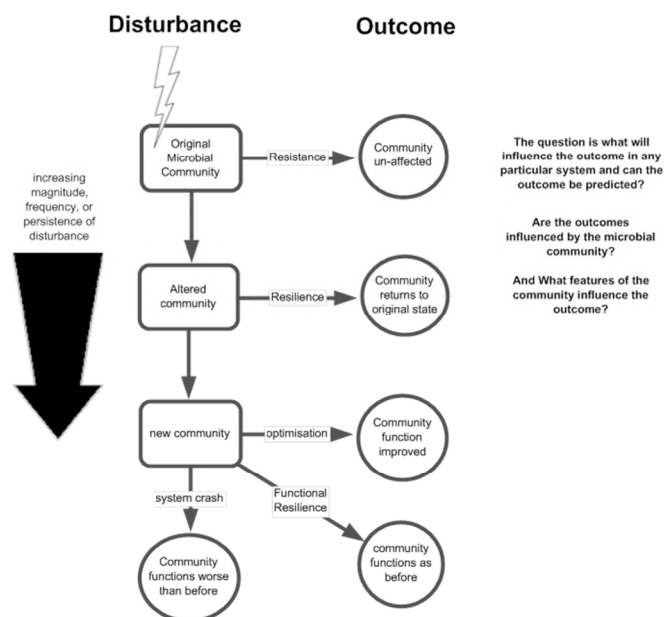 Disturbance
Outcome
Original
Microbial
Community
Resistance
Community
un-affected
The question is what will
influence the outcome in any
particular system and can the
outcome be predicted?
increasing
magnitude,
frequency, or
persistence of
disturbance
Are the outcomes
influenced by the microbial
community?
Altered
community
Resilience
Community
returns to
original state
And What features of the
community influence the
outcome?
new community
optimisation
Community
function
improved
system crash
Functional
Resilience
Community
functions worse
than before
community
functions as
before